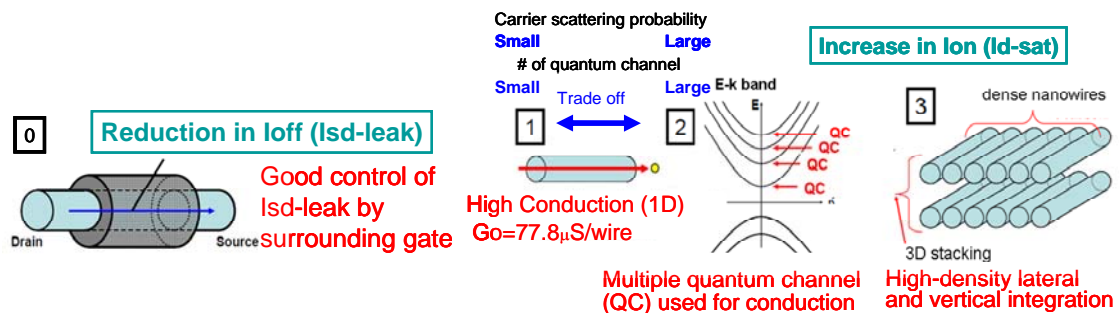 0
Reduction in Ioff (Isd-leak)
Drain
Source
Good control of
Isd-leak by
surrounding gate
Carrier scattering probability
Small Large
# of quantum channel
Small Large
Trade off
1
2
High Conduction (1D)
Go=77.8μS/wire
E-k band
E
QC
QC
QC
QC
Multiple quantum channel
(QC) used for conduction
Increase in Ion (Id-sat)
3
dense nanowires
3D stacking
High-density lateral
and vertical integration